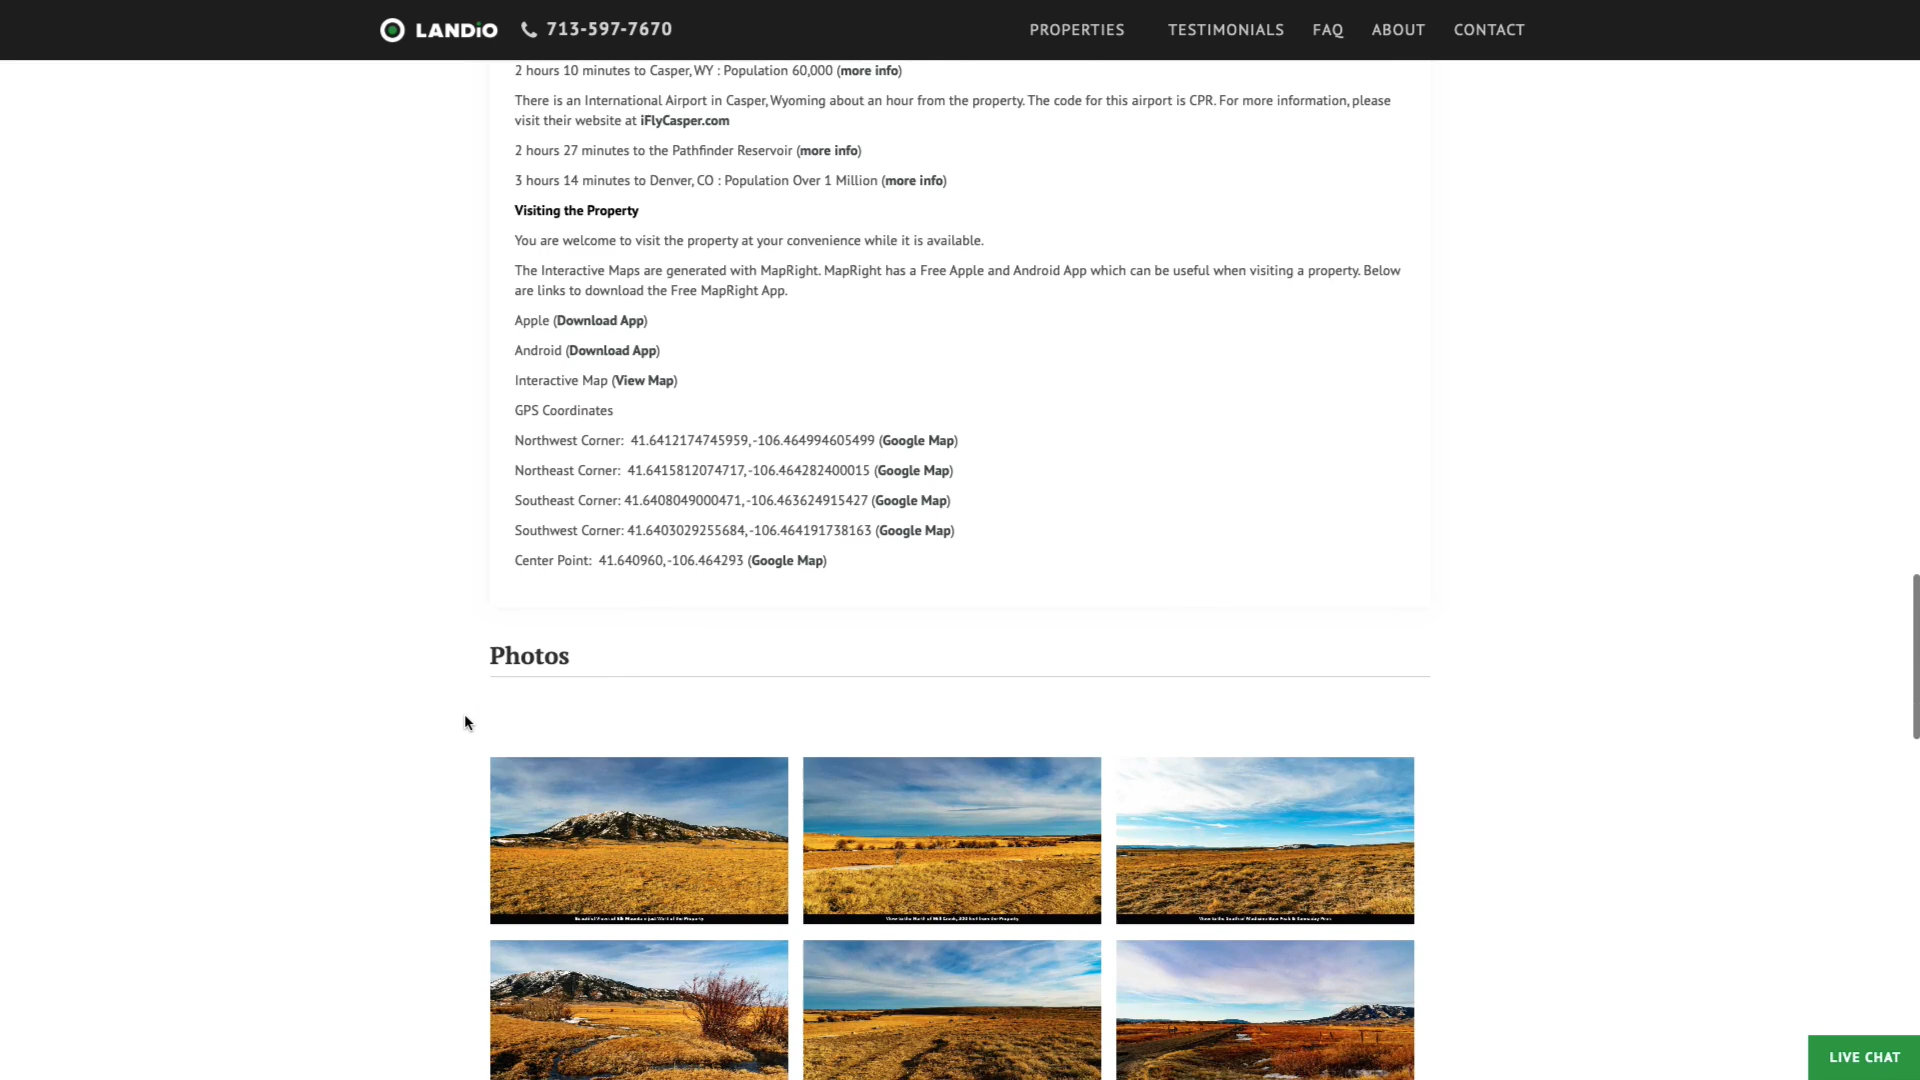 LANDiO 713-597-7670 PROPERTIES TESTIMONIALS FAQ ABOUT CONTACT
2 hours 10 minutes to Casper, WY : Population 60,000 (more info)
There is an International Airport in Casper, Wyoming about an hour from the property. The code for this airport is CPR. For more information, please
visit their website at iFlyCasper.com
2 hours 27 minutes to the Pathfinder Reservoir (more info)
3 hours 14 minutes to Denver, CO : Population Over 1 Million (more info)
Visiting the Property
You are welcome to visit the property at your convenience while it is available.
The Interactive Maps are generated with MapRight. MapRight has a Free Apple and Android App which can be useful when visiting a property. Below
are links to download the Free MapRight App.
Apple (Download App)
Android (Download App)
Interactive Map (View Map)
GPS Coordinates
Northwest Corner: 41.6412174745959,-106.464994605499 (Google Map)
Northeast Corner: 41.6415812074717,-106.464282400015 (Google Map)
Southeast Corner: 41.6408049000471,-106.463624915427 (Google Map)
Southwest Corner: 41.6403029255684,-106.464191738163 (Google Map)
Center Point: 41.640960,-106.464293 (Google Map)
Photos
LIVE CHAT